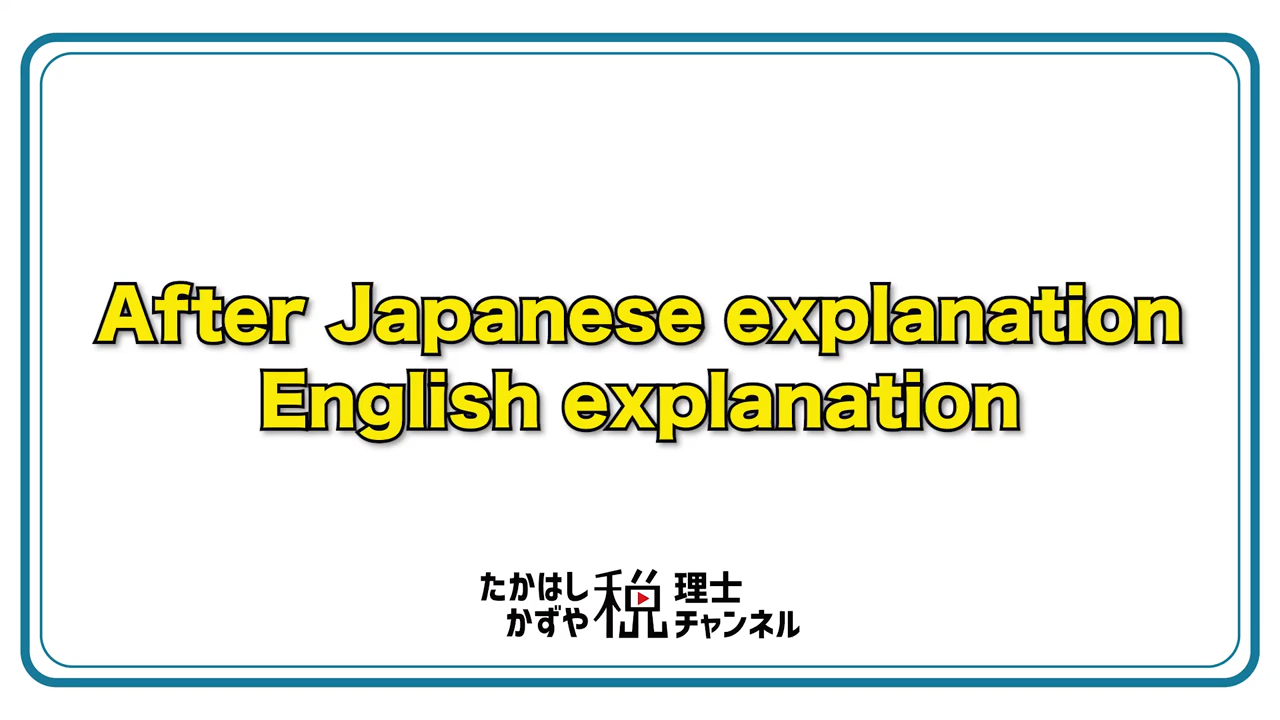 After Japanese explanation
English explanation
たかはし
かずや
税理士
チャンネル